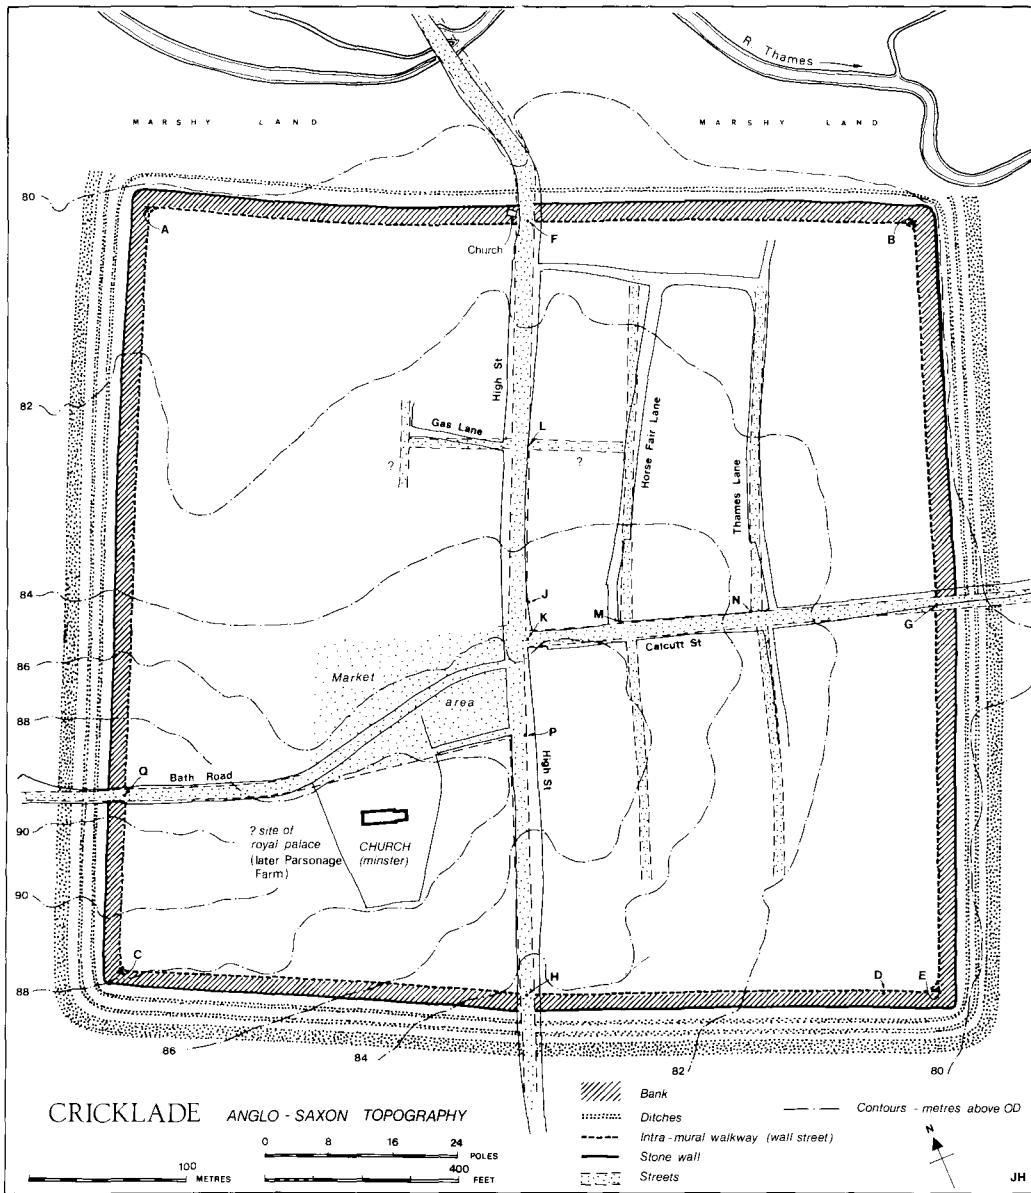 R. Thames
MARSHY LAND
MARSHY LAND
80
A
Church
F
B
82
High St
Gas Lane
L
?
?
Horse Fair Lane
Thames Lane
84
J
K
M
N
G
Calcutt St
86
Market
area
88
P
High St
Q
Bath Road
90
? site of
royal palace
(later Parsonage
Farm)
CHURCH
(minster)
90
C
H
D
E
88
86
84
82
80
CRICKLADE ANGLO-SAXON TOPOGRAPHY
0 8 16 24
POLES
100
METRES
0 400
FEET
Bank
Ditches
Intra-mural walkway (wall street)
Stone wall
Streets
Contours - metres above OD
N
JH